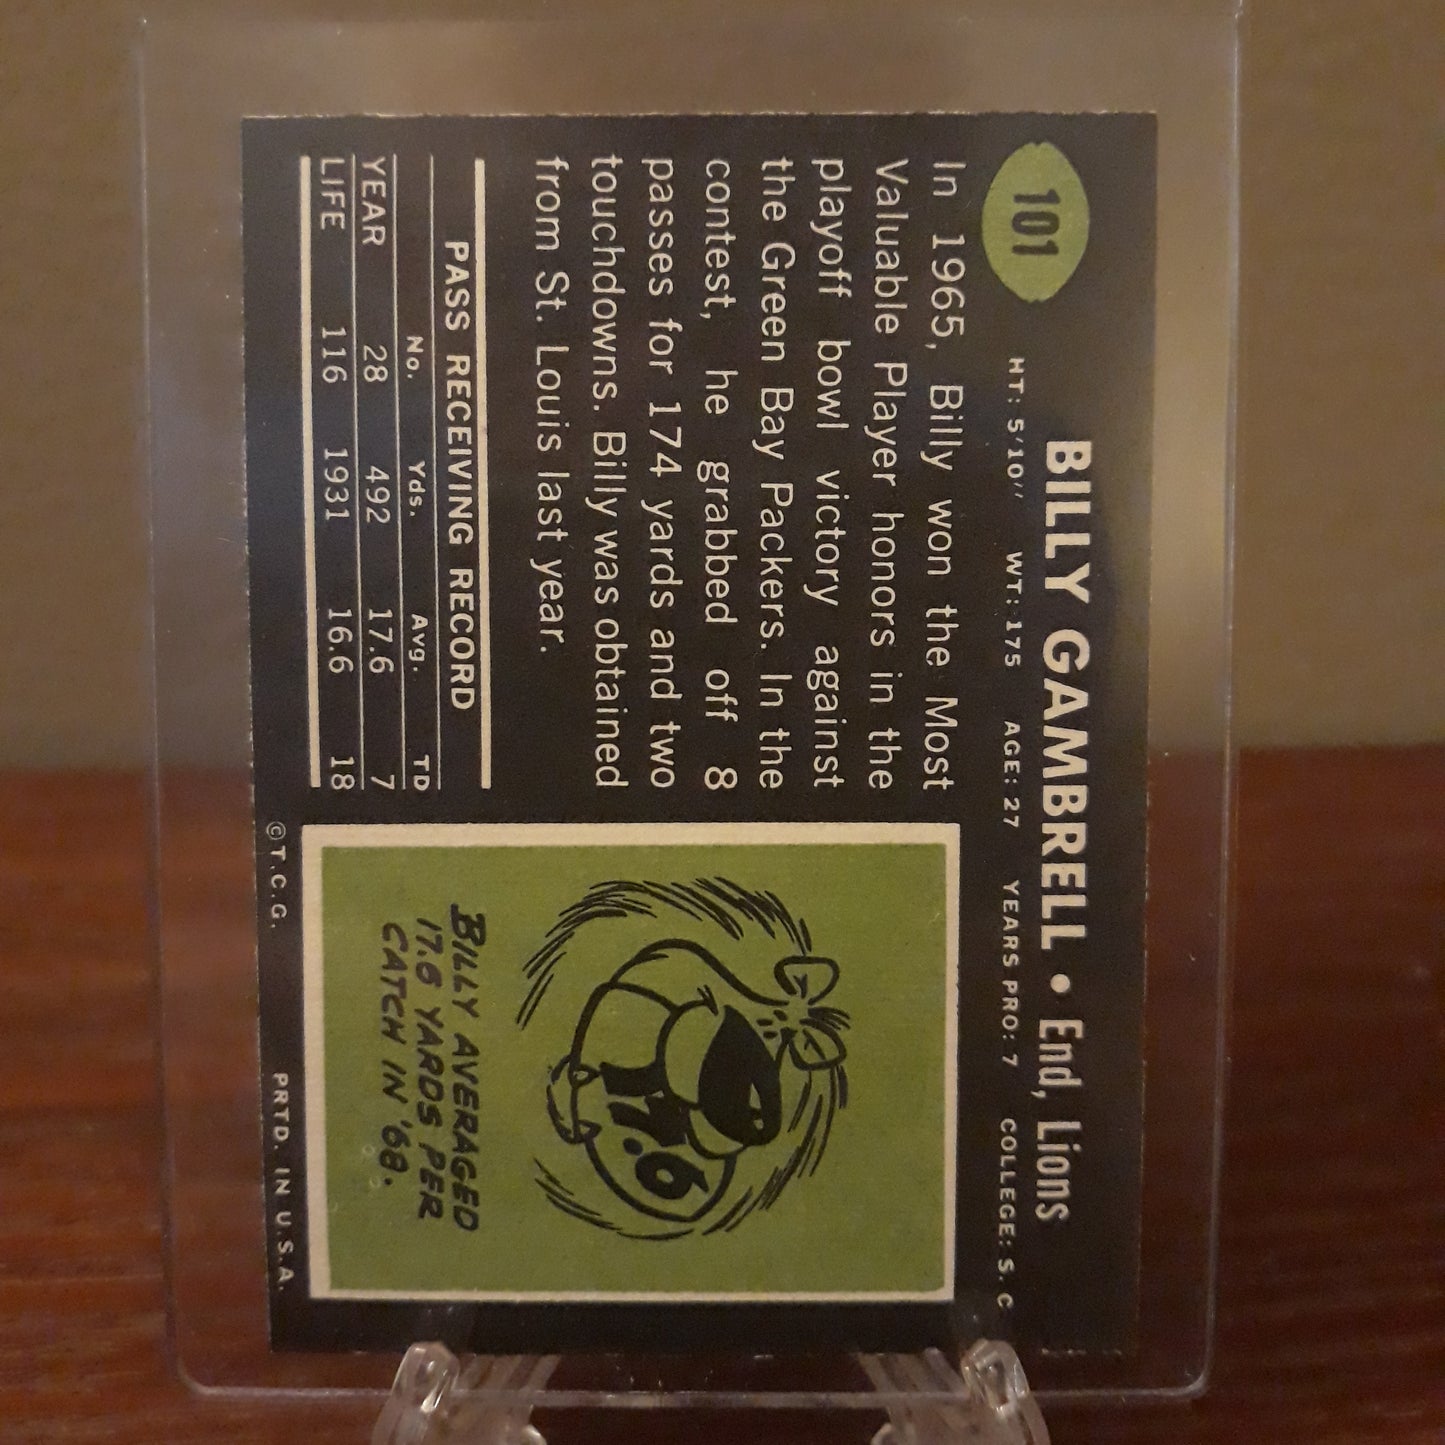 101
BILLY GAMBRELL • End, Lions
HT: 5'10" WT: 175 AGE: 27 YEARS PRO: 7 COLLEGE: S. C
In 1965, Billy won the Most
Valuable Player honors in the
playoff bowl victory against
the Green Bay Packers. In the
contest, he grabbed off 8
passes for 174 yards and two
touchdowns. Billy was obtained
from St. Louis last year.
PASS RECEIVING RECORD
No. Yds. Avg. TD
YEAR 28 492 17.6 7
LIFE 116 1931 16.6 18
17.6
BILLY AVERAGED
17.6 YARDS PER
CATCH IN '68.
©T.C.G. PRTD. IN U.S.A.